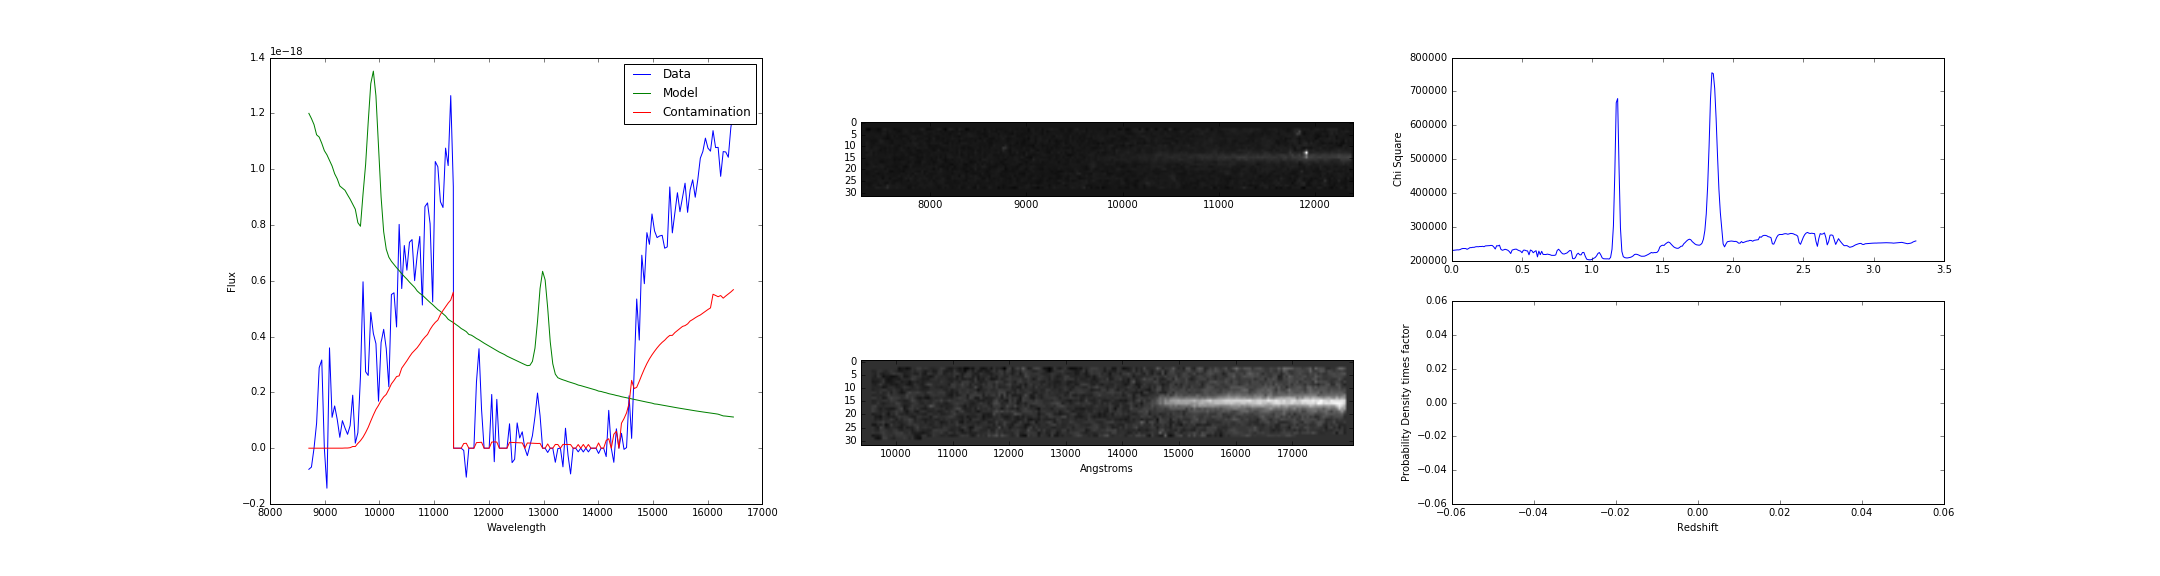 1e−18
1.4
1.2
1.0
0.8
0.6
0.4
0.2
0.0
−0.2
Flux
8000 9000 10000 11000 12000 13000 14000 15000 16000 17000
Wavelength
Data
Model
Contamination
0
5
10
15
20
25
30
8000 9000 10000 11000 12000
0
5
10
15
20
25
30
10000 11000 12000 13000 14000 15000 16000 17000
Angstroms
800000
700000
600000
500000
400000
300000
200000
Chi Square
0.0 0.5 1.0 1.5 2.0 2.5 3.0 3.5
0.06
0.04
0.02
0.00
−0.02
−0.04
−0.06
Probability Density times factor
−0.06 −0.04 −0.02 0.00 0.02 0.04 0.06
Redshift